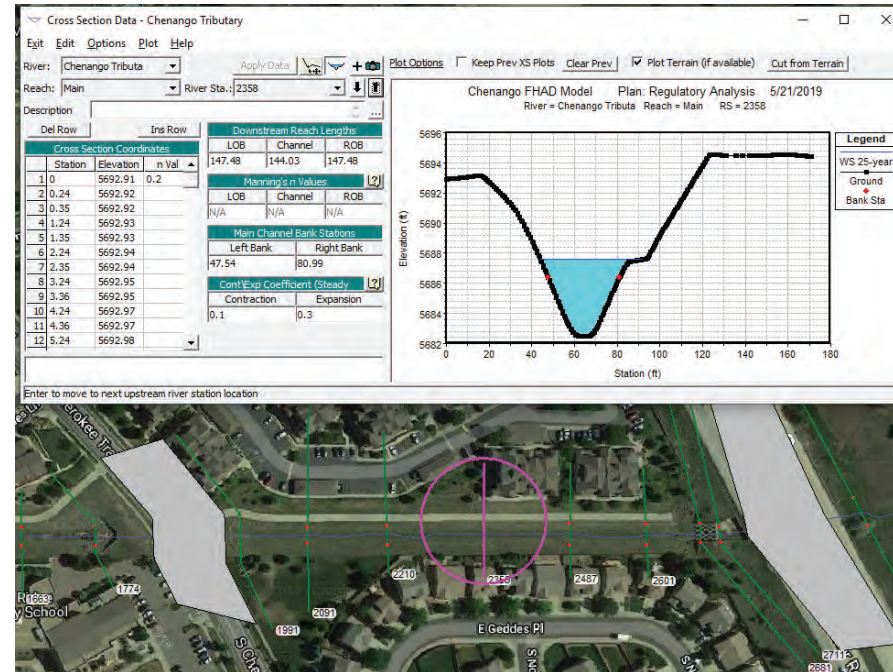 Cross Section Data - Chenango Tributary
Exit Edit Options Plot Help
River: Chenango Tributa
Apply Data
Plot Options Keep Prev XS Plots Clear Prev Plot Terrain (if available) Cut from Terrain
Reach: Main River Sta.: 2358
Description
...
Del Row Ins Row
Cross Section Coordinates
Station Elevation n Val
1 0 5692.91 0.2
2 0.24 5692.92
3 0.35 5692.92
4 1.24 5692.93
5 1.35 5692.93
6 2.24 5692.94
7 2.35 5692.94
8 3.24 5692.95
9 3.36 5692.95
10 4.24 5692.97
11 4.36 5692.97
12 5.24 5692.98
Downstream Reach Lengths
LOB Channel ROB
147.48 144.03 147.48
Manning's n Values
?
LOB Channel ROB
N/A N/A N/A
Main Channel Bank Stations
Left Bank Right Bank
47.54 80.99
Cont\Exp Coefficient (Steady
?
Contraction Expansion
0.1 0.3
Enter to move to next upstream river station location
Chenango FHAD Model Plan: Regulatory Analysis 5/21/2019
River = Chenango Tributa Reach = Main RS = 2358
Elevation (ft)
5696
5694
5692
5690
5688
5686
5684
5682
0 20 40 60 80 100 120 140 160 180
Station (ft)
Legend
WS 25-year
Ground
Bank Sta
erokee Tra
1663
y School
1774
1991
S Che
2091
2210
2358
2487
2601
E Geddes Pl
2711
2681